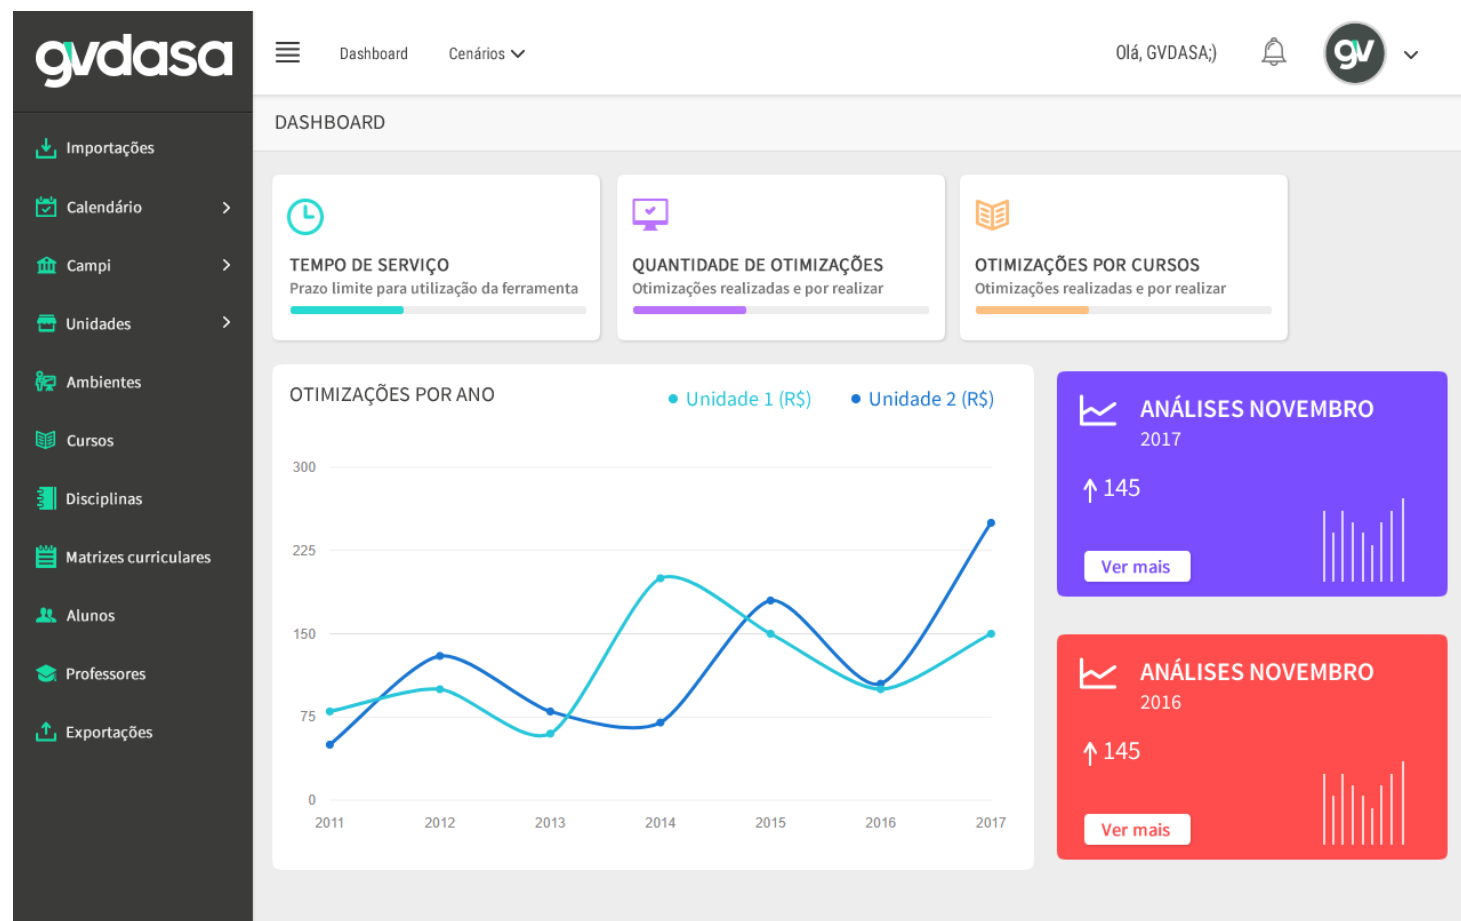 gvdasa
Dashboard
Cenários
Olá, GVDASA;)
gv
DASHBOARD
Importações
Calendário
Campi
Unidades
Ambientes
Cursos
Disciplinas
Matrizes curriculares
Alunos
Professores
Exportações
TEMPO DE SERVIÇO
Prazo limite para utilização da ferramenta
QUANTIDADE DE OTIMIZAÇÕES
Otimizações realizadas e por realizar
OTIMIZAÇÕES POR CURSOS
Otimizações realizadas e por realizar
OTIMIZAÇÕES POR ANO
Unidade 1 (R$)
Unidade 2 (R$)
300
225
150
75
0
2011
2012
2013
2014
2015
2016
2017
ANÁLISES NOVEMBRO
2017
145
Ver mais
ANÁLISES NOVEMBRO
2016
145
Ver mais